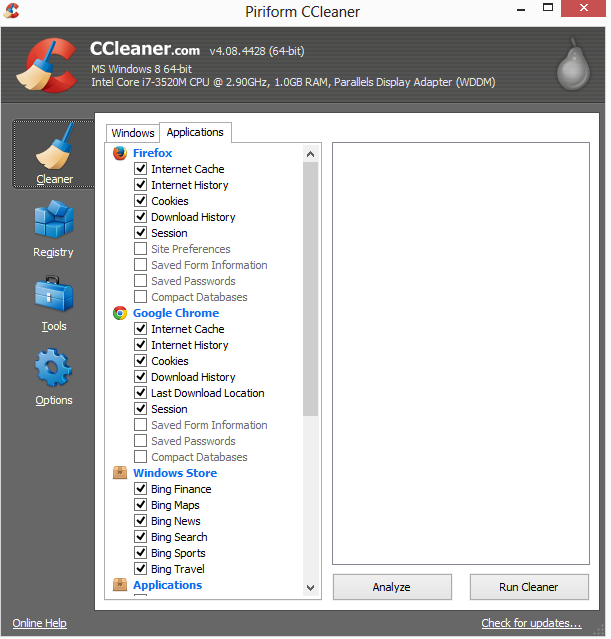 Piriform CCleaner
CCleaner.com v4.08.4428 (64-bit)
MS Windows 8 64-bit
Intel Core i7-3520M CPU @ 2.90GHz, 1.0GB RAM, Parallels Display Adapter (WDDM)
Cleaner
Registry
Tools
Options
Windows
Applications
Firefox
Internet Cache
Internet History
Cookies
Download History
Session
Site Preferences
Saved Form Information
Saved Passwords
Compact Databases
Google Chrome
Internet Cache
Internet History
Cookies
Download History
Last Download Location
Session
Saved Form Information
Saved Passwords
Compact Databases
Windows Store
Bing Finance
Bing Maps
Bing News
Bing Search
Bing Sports
Bing Travel
Applications
Analyze
Run Cleaner
Online Help
Check for updates...